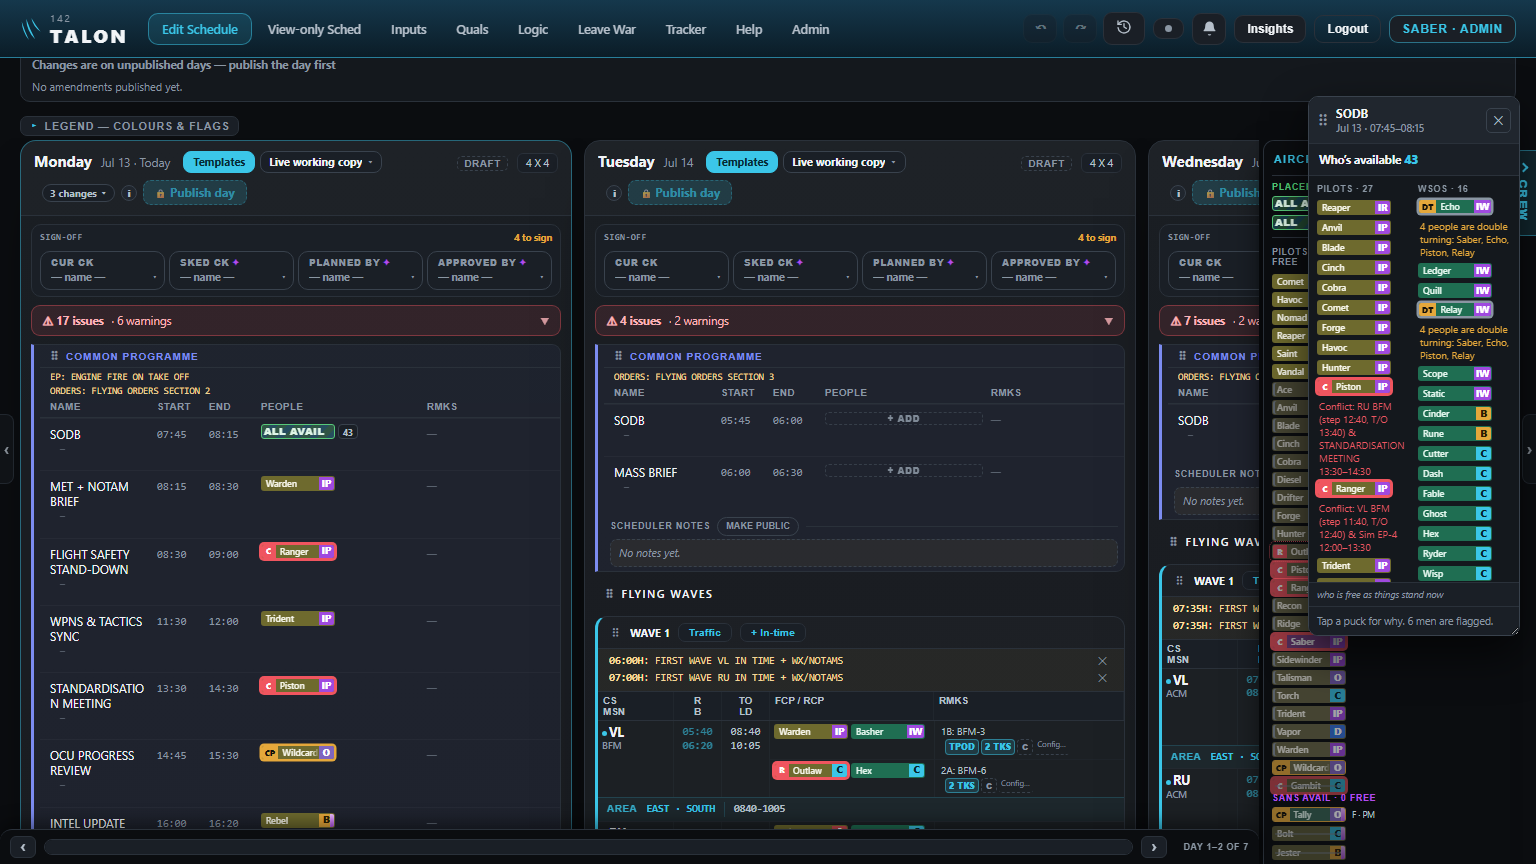 142
TALON
Edit Schedule
View-only Sched
Inputs
Quals
Logic
Leave War
Tracker
Help
Admin
Insights
Logout
SABER · ADMIN
Changes are on unpublished days — publish the day first
No amendments published yet.
LEGEND — COLOURS & FLAGS
Monday Jul 13 · Today
Templates
Live working copy
DRAFT
4 X 4
3 changes
i
Publish day
SIGN-OFF
4 to sign
CUR CK
— name —
SKED CK
— name —
PLANNED BY
— name —
APPROVED BY
— name —
17 issues · 6 warnings
COMMON PROGRAMME
EP: ENGINE FIRE ON TAKE OFF
ORDERS: FLYING ORDERS SECTION 2
NAME START END PEOPLE RMKS
SODB 07:45 08:15 ALL AVAIL 43 —
—
MET + NOTAM BRIEF 08:15 08:30 Warden IP —
—
FLIGHT SAFETY STAND-DOWN 08:30 09:00 C Ranger IP —
—
WPNS & TACTICS SYNC 11:30 12:00 Trident IP —
—
STANDARDISATIO
N MEETING 13:30 14:30 C Piston IP —
—
OCU PROGRESS REVIEW 14:45 15:30 CP Wildcard O —
—
INTEL UPDATE 16:00 16:20 Rebel B —
Tuesday Jul 14
Templates
Live working copy
DRAFT
4 X 4
i
Publish day
SIGN-OFF
4 to sign
CUR CK
— name —
SKED CK
— name —
PLANNED BY
— name —
APPROVED BY
— name —
4 issues · 2 warnings
COMMON PROGRAMME
ORDERS: FLYING ORDERS SECTION 3
NAME START END PEOPLE RMKS
SODB 05:45 06:00 + ADD —
—
MASS BRIEF 06:00 06:30 + ADD —
—
SCHEDULER NOTES
MAKE PUBLIC
No notes yet.
FLYING WAVES
WAVE 1
Traffic
+ In-time
06:00H: FIRST WAVE VL IN TIME + WX/NOTAMS
07:00H: FIRST WAVE RU IN TIME + WX/NOTAMS
CS MSN
R B
TO LD
FCP / RCP
RMKS
VL BFM
05:40 06:20
08:40 10:05
Warden IP
Basher IW
1B: BFM-3
TPOD 2 TKS C Config...
R Outlaw C
Hex C
2A: BFM-6
2 TKS C Config...
AREA EAST · SOUTH 0840-1005
Wednesday
Publish
SIGN-OFF
CUR CK
— name —
7 issues · 2 wa
COMMON P
ORDERS: FLYING O
NAME
SODB
—
MASS BRIEF
—
SCHEDULER NOT
No notes yet.
FLYING WAV
WAVE 1
07:35H: FIRST W
07:35H: FIRST W
CS
MSN
VL
ACM
07
08
AREA EAST · SO
RU
ACM
07
08
AIRC
PLACE
ALL A
ALL
PILOTS
FREE
Comet
Havoc
Nomad
Reaper
Saint
Vandal
Ace
Anvil
Blade
Cinch
Cobra
Diesel
Drifter
Forge
Hunter
R Outl
C Pist
C Ran
Recon
Ridge
C Saber IP
Sidewinder IP
Talisman O
Torch C
Trident IP
Vapor D
Warden IP
CP Wildcard O
C Gambit C
SANS AVAIL · 0 FREE
CP Tally O F · PM
Bolt C
Jester B
SODB
Jul 13 · 07:45–08:15
Who's available 43
PILOTS · 27
Reaper IR
Anvil IP
Blade IP
Cinch IP
Cobra IP
Comet IP
Forge IP
Havoc IP
Hunter IP
C Piston IP
Conflict: RU BFM
(step 12:40, T/O
13:40) &
STANDARDISATION
MEETING
13:30–14:30
C Ranger IP
Conflict: VL BFM
(step 11:40, T/O
12:40) & Sim EP-4
12:00–13:30
Trident IP
WSOS · 16
DT Echo IW
4 people are double
turning: Saber, Echo,
Piston, Relay
Ledger IW
Quill IW
DT Relay IW
4 people are double
turning: Saber, Echo,
Piston, Relay
Scope IW
Static IW
Cinder B
Rune B
Cutter C
Dash C
Fable C
Ghost C
Hex C
Ryder C
Wisp C
who is free as things stand now
Tap a puck for why. 6 men are flagged.
CREW
DAY 1–2 OF 7